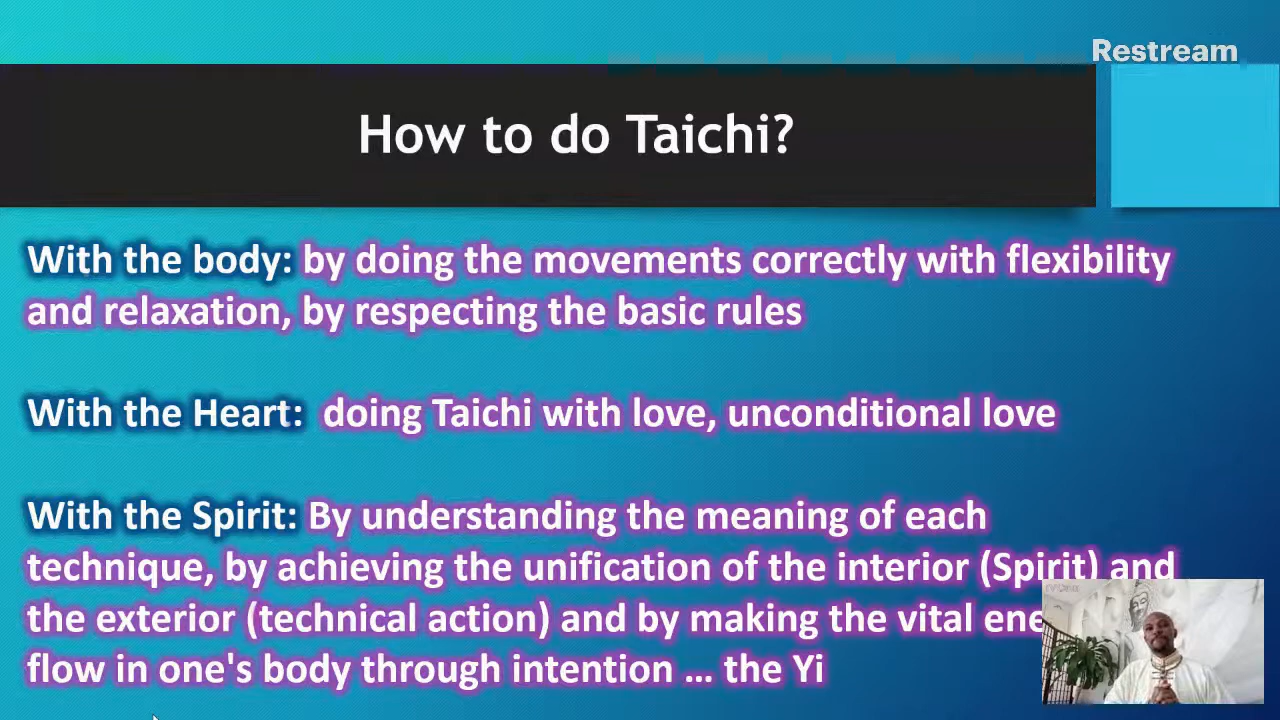 Restream
How to do Taichi?
With the body: by doing the movements correctly with flexibility
and relaxation, by respecting the basic rules
With the Heart: doing Taichi with love, unconditional love
With the Spirit: By understanding the meaning of each
technique, by achieving the unification of the interior (Spirit) and
the exterior (technical action) and by making the vital ene
flow in one's body through intention ... the Yi